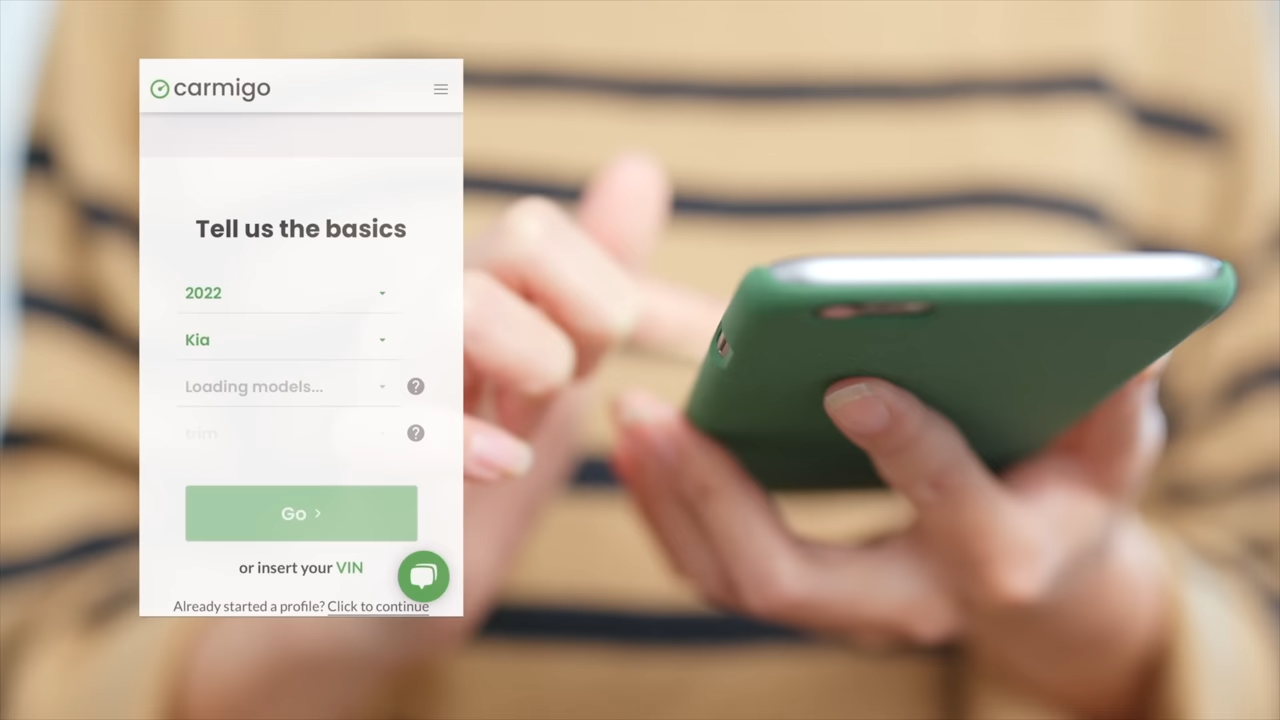 carmigo
Tell us the basics
2022
Kia
Loading models...
trim
Go
or insert your VIN
Already started a profile? Click to continue